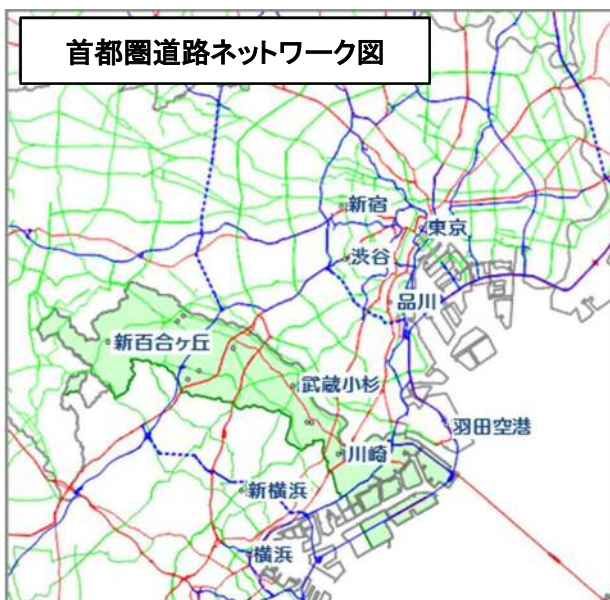 首都圏道路ネットワーク図
新宿
東京
渋谷
品川
新百合ヶ丘
武蔵小杉
羽田空港
川崎
新横浜
横浜